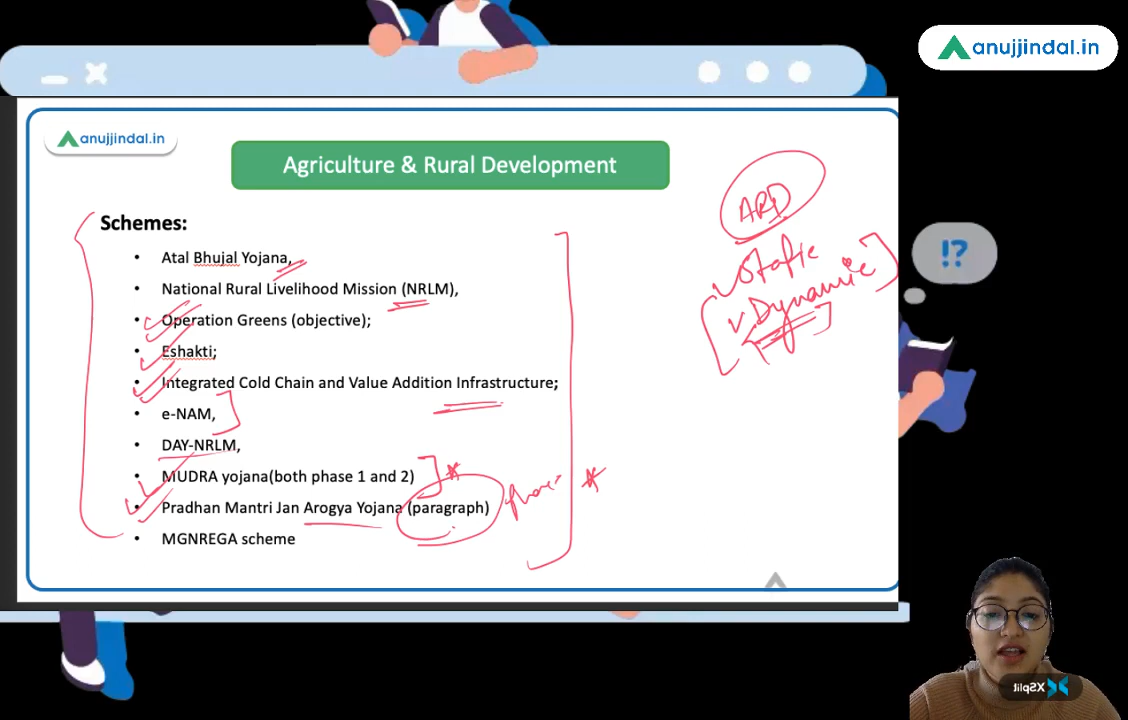 anujjindal.in
anujjindal.in
Agriculture & Rural Development
Schemes:
• Atal Bhujal Yojana,
• National Rural Livelihood Mission (NRLM),
• Operation Greens (objective);
• Eshakti;
• Integrated Cold Chain and Value Addition Infrastructure;
• e-NAM,
• DAY-NRLM,
• MUDRA yojana(both phase 1 and 2)
• Pradhan Mantri Jan Arogya Yojana (paragraph)
• MGNREGA scheme
ARD
Static
Dynamic
!?
XSplit